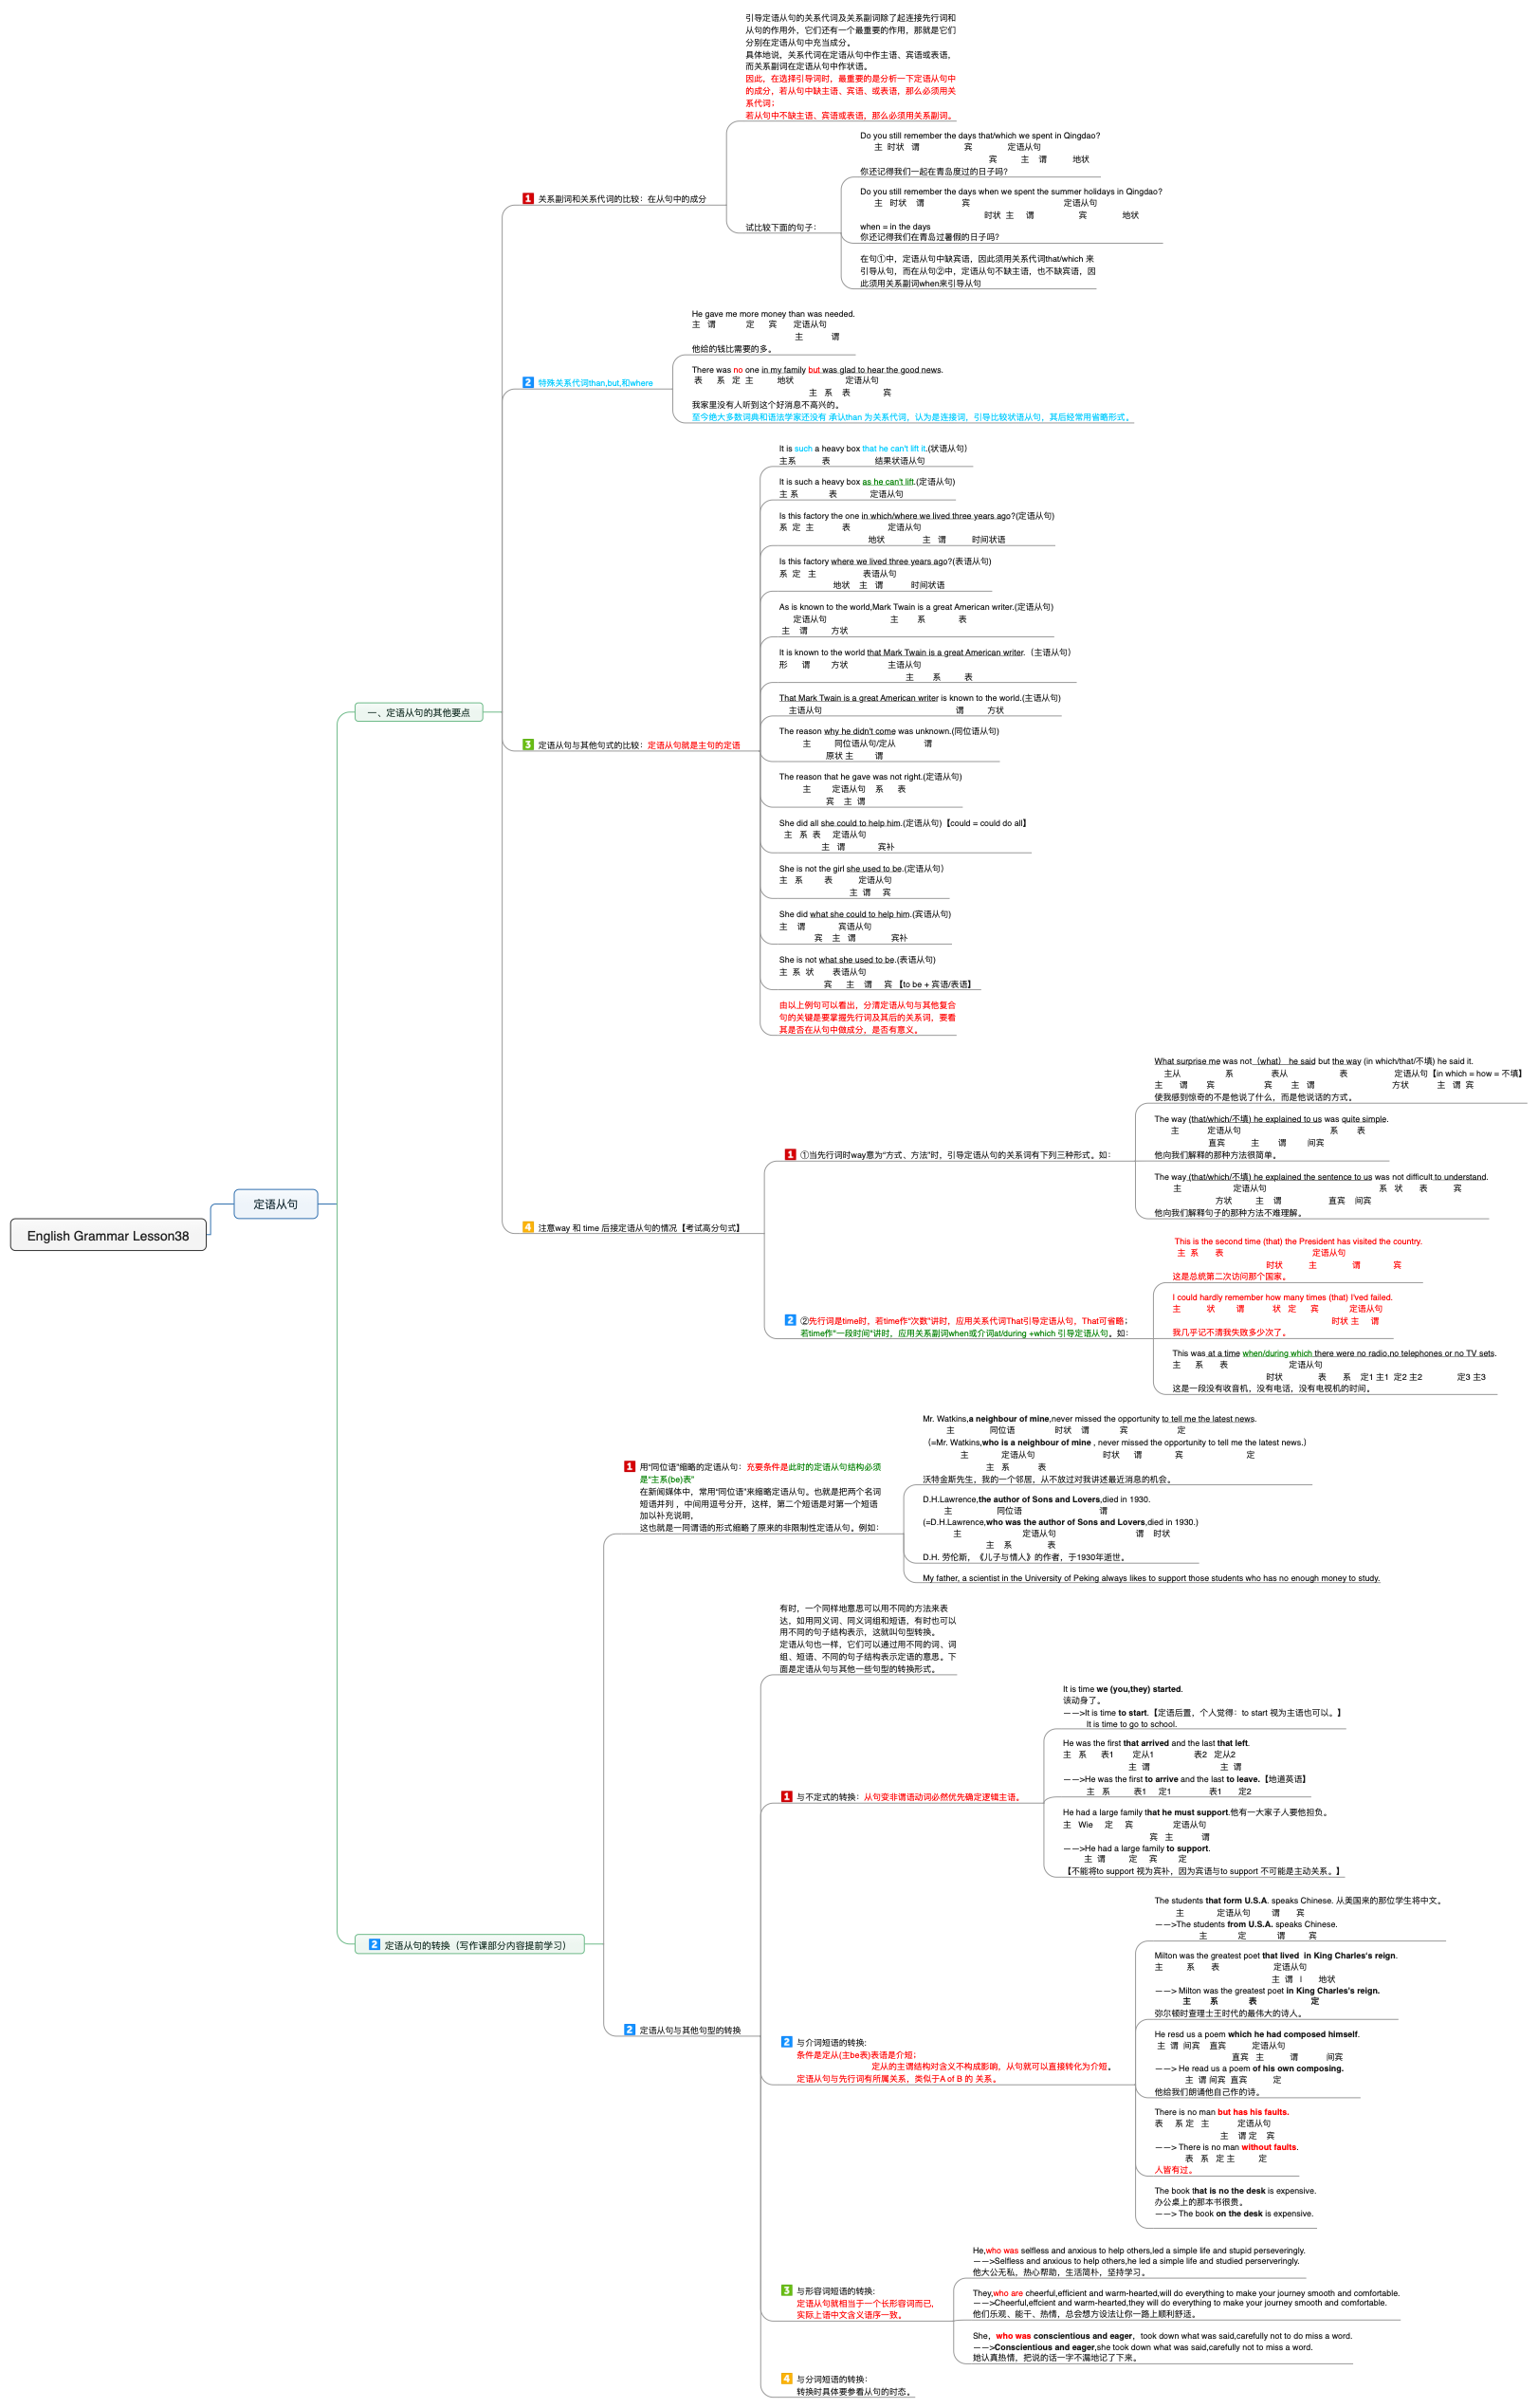 English Grammar Lesson38
定语从句
一、定语从句的其他要点
1 关系副词和关系代词的比较：在从句中的成分
引导定语从句的关系代词及关系副词除了起连接先行词和
从句的作用外，它们还有一个最重要的作用，那就是它们
分别在定语从句中充当成分。
具体地说，关系代词在定语从句中作主语、宾语或表语，
而关系副词在定语从句中作状语。
因此，在选择引导词时，最重要的是分析一下定语从句中
的成分，若从句中缺主语、宾语、或表语，那么必须用关
系代词；
若从句中不缺主语、宾语或表语，那么必须用关系副词。
试比较下面的句子：
Do you still remember the days that/which we spent in Qingdao?
主 时状 谓 宾 定语从句
宾 主 谓 地状
你还记得我们一起在青岛度过的日子吗?
Do you still remember the days when we spent the summer holidays in Qingdao?
主 时状 谓 宾 定语从句
时状 主 谓 宾 地状
when = in the days
你还记得我们在青岛过暑假的日子吗?
在句①中，定语从句中缺宾语，因此须用关系代词that/which 来
引导从句，而在从句②中，定语从句不缺主语，也不缺宾语，因
此须用关系副词when来引导从句
2 特殊关系代词than,but,和where
He gave me more money than was needed.
主 谓 定 宾 定语从句
主 谓
他给的钱比需要的多。
There was no one in my family but was glad to hear the good news.
表 系 定 主 地状 定语从句
主 系 表 宾
我家里没有人听到这个好消息不高兴的。
至今绝大多数词典和语法学家还没有 承认than 为关系代词，认为是连接词，引导比较状语从句，其后经常用省略形式。
3 定语从句与其他句式的比较：定语从句就是主句的定语
It is such a heavy box that he can't lift it.(状语从句）
主系 表 结果状语从句
It is such a heavy box as he can't lift.(定语从句)
主 系 表 定语从句
Is this factory the one in which/where we lived three years ago?(定语从句)
系 定 主 表 定语从句
地状 主 谓 时间状语
Is this factory where we lived three years ago?(表语从句)
系 定 主 表语从句
地状 主 谓 时间状语
As is known to the world,Mark Twain is a great American writer.(定语从句)
定语从句 主 系 表
主 谓 方状
It is known to the world that Mark Twain is a great American writer.（主语从句）
形 谓 方状 主语从句
主 系 表
That Mark Twain is a great American writer is known to the world.(主语从句)
主语从句 谓 方状
The reason why he didn't come was unknown.(同位语从句)
主 同位语从句/定从 谓
原状 主 谓
The reason that he gave was not right.(定语从句)
主 定语从句 系 表
宾 主 谓
She did all she could to help him.(定语从句)【could = could do all】
主 系 表 定语从句
主 谓 宾补
She is not the girl she used to be.(定语从句）
主 系 表 定语从句
主 谓 宾
She did what she could to help him.(宾语从句)
主 谓 宾语从句
宾 主 谓 宾补
She is not what she used to be.(表语从句)
主 系 状 表语从句
宾 主 谓 宾 【to be + 宾语/表语】
由以上例句可以看出，分清定语从句与其他复合
句的关键是要掌握先行词及其后的关系词，要看
其是否在从句中做成分，是否有意义。
4 注意way 和 time 后接定语从句的情况【考试高分句式】
1 ①当先行词时way意为“方式、方法”时，引导定语从句的关系词有下列三种形式。如：
What surprise me was not（what） he said but the way (in which/that/不填) he said it.
主从 系 表从 表 定语从句【in which = how = 不填】
主 谓 宾 宾 主 谓 方状 主 谓 宾
使我感到惊奇的不是他说了什么，而是他说话的方式。
The way (that/which/不填) he explained to us was quite simple.
主 定语从句 系 表
直宾 主 谓 间宾
他向我们解释的那种方法很简单。
The way (that/which/不填) he explained the sentence to us was not difficult to understand.
主 定语从句 系 状 表 宾
方状 主 谓 直宾 间宾
他向我们解释句子的那种方法不难理解。
2 ②先行词是time时，若time作“次数”讲时，应用关系代词That引导定语从句，That可省略；
若time作“一段时间”讲时，应用关系副词when或介词at/during +which 引导定语从句。如：
This is the second time (that) the President has visited the country.
主 系 表 定语从句
时状 主 谓 宾
这是总统第二次访问那个国家。
I could hardly remember how many times (that) I'ved failed.
主 状 谓 状 定 宾 定语从句
时状 主 谓
我几乎记不清我失败多少次了。
This was at a time when/during which there were no radio,no telephones or no TV sets.
主 系 表 定语从句
时状 表 系 定1 主1 定2 主2 定3 主3
这是一段没有收音机，没有电话，没有电视机的时间。
2 定语从句的转换（写作课部分内容提前学习）
1 用“同位语”缩略的定语从句：充要条件是此时的定语从句结构必须
是“主系(be)表”
在新闻媒体中，常用“同位语”来缩略定语从句。也就是把两个名词
短语并列 ，中间用逗号分开，这样，第二个短语是对第一个短语
加以补充说明，
这也就是一同谓语的形式缩略了原来的非限制性定语从句。例如：
Mr. Watkins,a neighbour of mine,never missed the opportunity to tell me the latest news.
主 同位语 时状 谓 宾 定
（=Mr. Watkins,who is a neighbour of mine , never missed the opportunity to tell me the latest news.）
主 定语从句 时状 谓 宾 定
主 系 表
沃特金斯先生，我的一个邻居，从不放过对我讲述最近消息的机会。
D.H.Lawrence,the author of Sons and Lovers,died in 1930.
主 同位语 谓
(=D.H.Lawrence,who was the author of Sons and Lovers,died in 1930.)
主 定语从句 谓 时状
主 系 表
D.H. 劳伦斯，《儿子与情人》的作者，于1930年逝世。
My father, a scientist in the University of Peking always likes to support those students who has no enough money to study.
2 定语从句与其他句型的转换
有时，一个同样地意思可以用不同的方法来表
达，如用同义词、同义词组和短语，有时也可以
用不同的句子结构表示，这就叫句型转换。
定语从句也一样，它们可以通过用不同的词、词
组、短语、不同的句子结构表示定语的意思。下
面是定语从句与其他一些句型的转换形式。
1 与不定式的转换：从句变非谓语动词必然优先确定逻辑主语。
It is time we (you,they) started.
该动身了。
——>It is time to start.【定语后置，个人觉得：to start 视为主语也可以。】
It is time to go to school.
He was the first that arrived and the last that left.
主 系 表1 定从1 表2 定从2
主 谓 主 谓
——>He was the first to arrive and the last to leave.【地道英语】
主 系 表1 定1 表1 定2
He had a large family that he must support.他有一大家子人要他担负。
主 Wie 定 宾 定语从句
宾 主 谓
——>He had a large family to support.
主 谓 定 宾 定
【不能将to support 视为宾补，因为宾语与to support 不可能是主动关系。】
2 与介词短语的转换:
条件是定从(主be表)表语是介短；
定从的主谓结构对含义不构成影响，从句就可以直接转化为介短。
定语从句与先行词有所属关系，类似于A of B 的 关系。
The students that form U.S.A. speaks Chinese. 从美国来的那位学生将中文。
主 定语从句 谓 宾
——>The students from U.S.A. speaks Chinese.
主 定 谓 宾
Milton was the greatest poet that lived in King Charles's reign.
主 系 表 定语从句
主 谓 l 地状
——> Milton was the greatest poet in King Charles's reign.
主 系 表 定
弥尔顿时查理士王时代的最伟大的诗人。
He resd us a poem which he had composed himself.
主 谓 间宾 直宾 定语从句
直宾 主 谓 间宾
——> He read us a poem of his own composing.
主 谓 间宾 直宾 定
他给我们朗诵他自己作的诗。
There is no man but has his faults.
表 系 定 主 定语从句
主 谓 定 宾
——> There is no man without faults.
表 系 定 主 定
人皆有过。
The book that is no the desk is expensive.
办公桌上的那本书很贵。
——> The book on the desk is expensive.
3 与形容词短语的转换:
定语从句就相当于一个长形容词而已，
实际上语中文含义语序一致。
He,who was selfless and anxious to help others,led a simple life and stupid perseveringly.
——>Selfless and anxious to help others,he led a simple life and studied perserveringly.
他大公无私，热心帮助，生活简朴，坚持学习。
They,who are cheerful,efficient and warm-hearted,will do everything to make your journey smooth and comfortable.
——>Cheerful,effcient and warm-hearted,they will do everything to make your journey smooth and comfortable.
他们乐观、能干、热情，总会想方设法让你一路上顺利舒适。
She，who was conscientious and eager，took down what was said,carefully not to do miss a word.
——>Conscientious and eager,she took down what was said,carefully not to miss a word.
她认真热情，把说的话一字不漏地记了下来。
4 与分词短语的转换：
转换时具体要参看从句的时态。